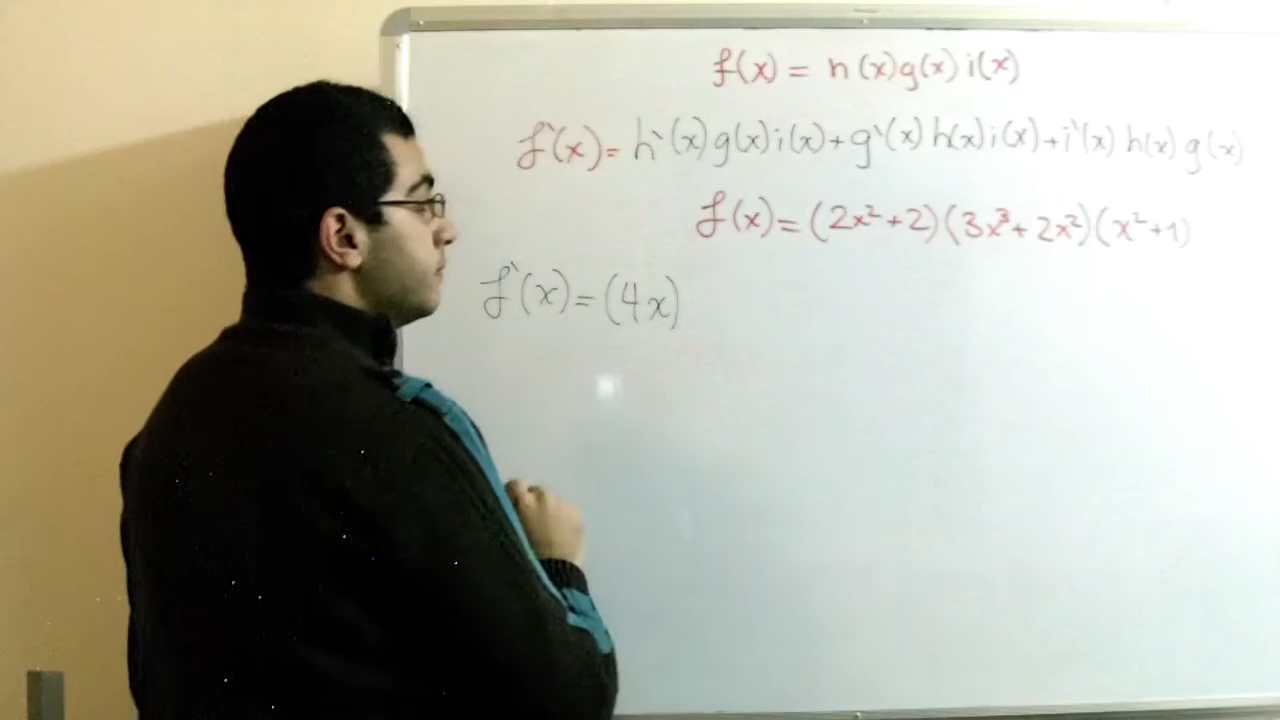 f(x) = h(x)g(x)i(x)
f`(x)= h`(x)g(x)i(x)+g`(x)h(x)i(x)+i`(x)h(x)g(x)
f(x)=(2x²+2)(3x³+2x²)(x²+1)
f`(x)=(4x)